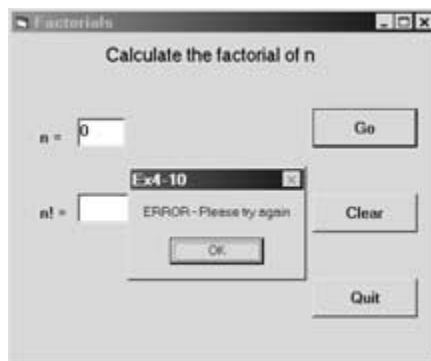 Factorials
Calculate the factorial of n
n = 0
Go
Ex4-10
ERROR - Please try again
n! =
Clear
OK
Quit